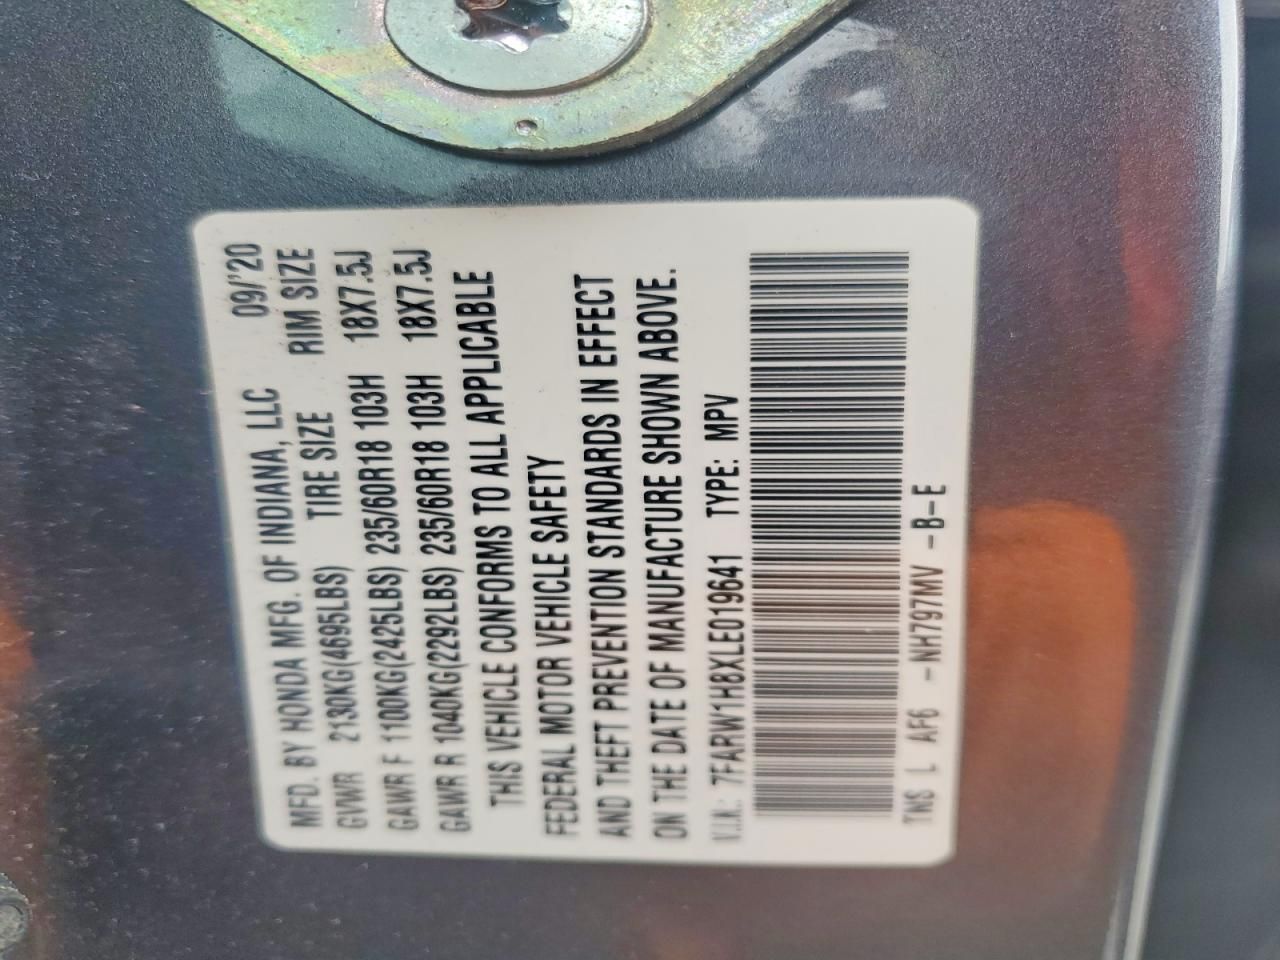 MFD. BY HONDA MFG. OF INDIANA, LLC 09/'20
GVWR 2130KG(4695LBS) TIRE SIZE RIM SIZE
GAWR F 1100KG(2425LBS) 235/60R18 103H 18X7.5J
GAWR R 1040KG(2292LBS) 235/60R18 103H 18X7.5J
THIS VEHICLE CONFORMS TO ALL APPLICABLE
FEDERAL MOTOR VEHICLE SAFETY
AND THEFT PREVENTION STANDARDS IN EFFECT
ON THE DATE OF MANUFACTURE SHOWN ABOVE.
V.I.N.: 7FARW1H8XLE019641 TYPE: MPV
TNS L AF6 -NH797MV -B-E